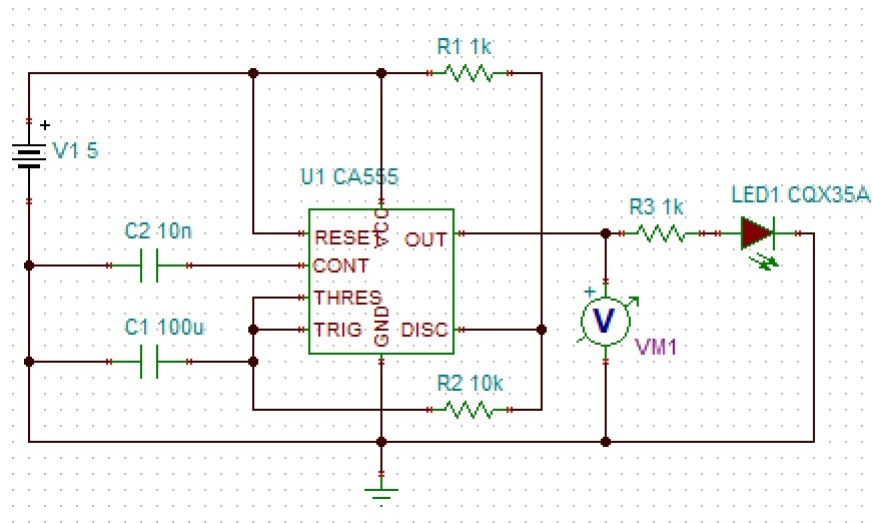 R1 1k
+
V1 5
U1 CA555
LED1 CQX35A
R3 1k
C2 10n
RESET
VCC
OUT
CONT
THRES
C1 100u
TRIG
GND
DISC
+
V
VM1
R2 10k